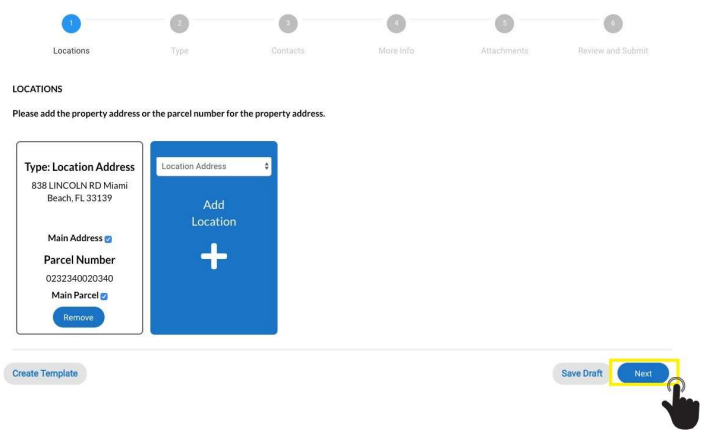 1 2 3 4 5 6
Locations Type Contacts More Info Attachments Review and Submit
LOCATIONS
Please add the property address or the parcel number for the property address.
Type: Location Address
838 LINCOLN RD Miami
Beach, FL 33139
Main Address
Parcel Number
0232340020340
Main Parcel
Remove
Location Address
Add
Location
Create Template
Save Draft
Next